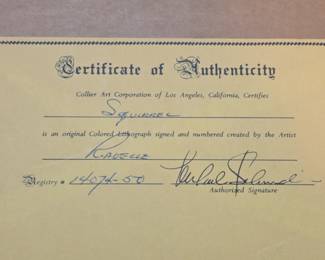 Certificate of Authenticity
Collier Art Corporation of Los Angeles, California, Certifies
Squirrel
is an original Colored Lithograph signed and numbered created by the Artist
Registry # 14074-50
Authorized Signature